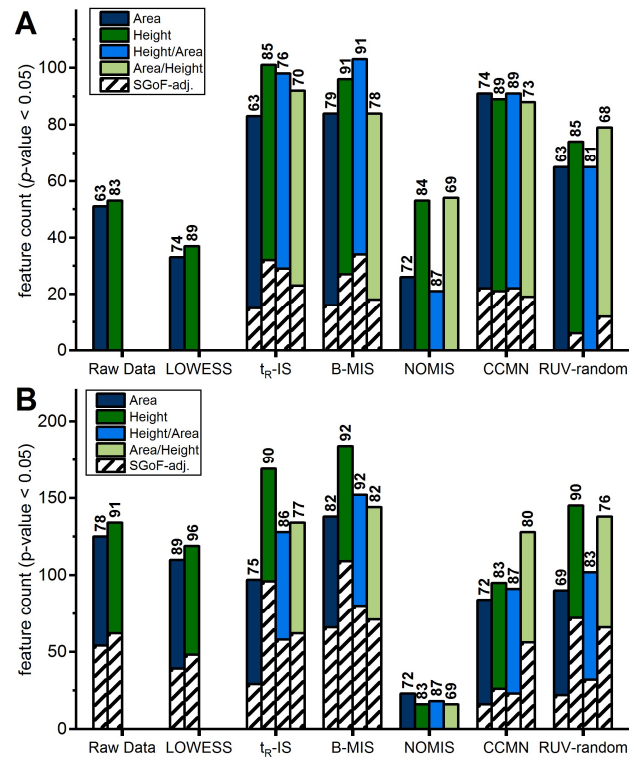 A
Area
Height
Height/Area
Area/Height
SGoF-adj.
feature count (p-value < 0.05)
100
80
60
40
20
0
63 83
74 89
63 85 76 70
79 91 91 78
72 84 87 69
74 89 89 73
63 85 81 68
Raw Data LOWESS tR-IS B-MIS NOMIS CCMN RUV-random
B
Area
Height
Height/Area
Area/Height
SGoF-adj.
feature count (p-value < 0.05)
200
150
100
50
0
78 91
89 96
75 90 86 77
82 92 92 82
72 83 87 69
72 83 87 80
69 90 83 76
Raw Data LOWESS tR-IS B-MIS NOMIS CCMN RUV-random